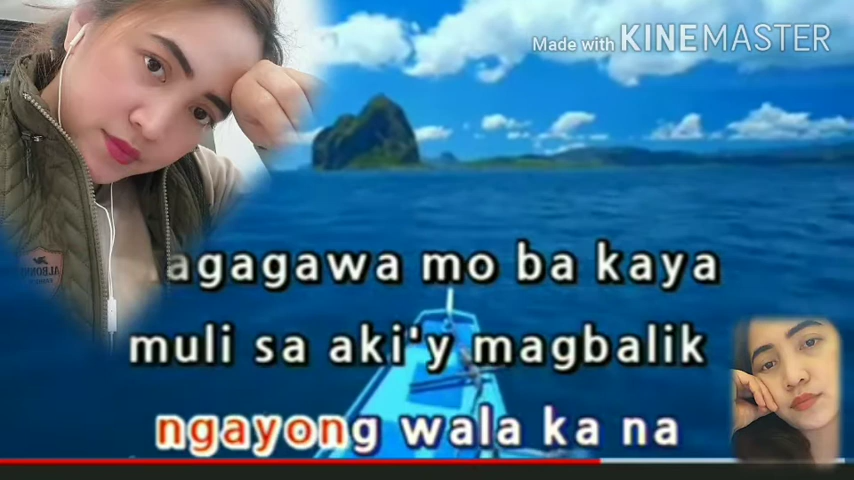 Made with KINEMASTER
agagawa mo ba kaya
muli sa aki'y magbalik
ngayong wala ka na